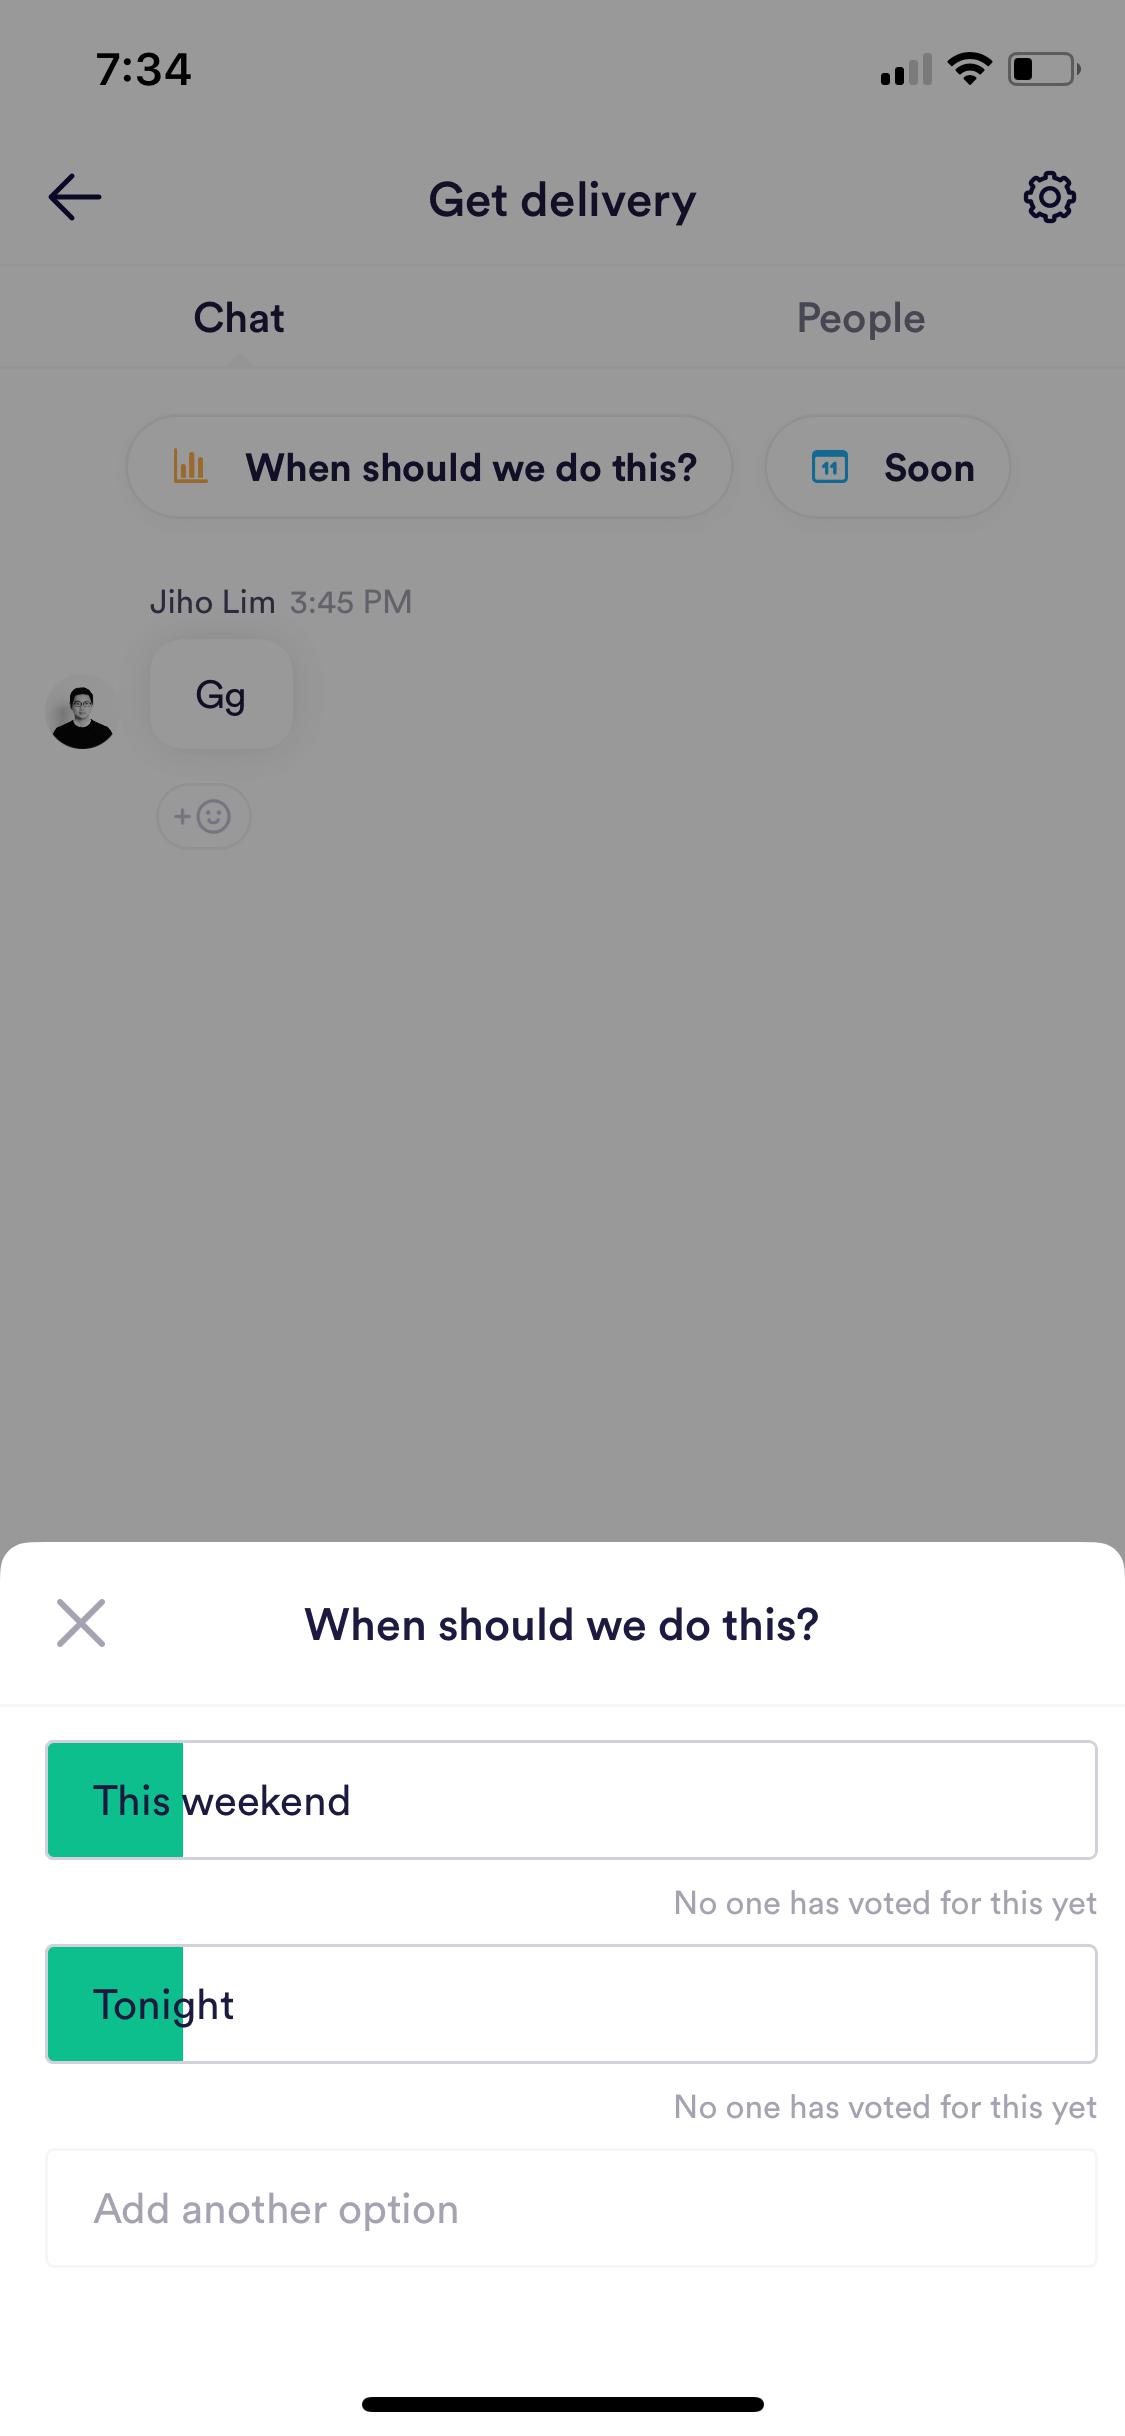 7:34
Get delivery
Chat
People
When should we do this?
11
Soon
Jiho Lim 3:45 PM
Gg
+
When should we do this?
This weekend
No one has voted for this yet
Tonight
No one has voted for this yet
Add another option